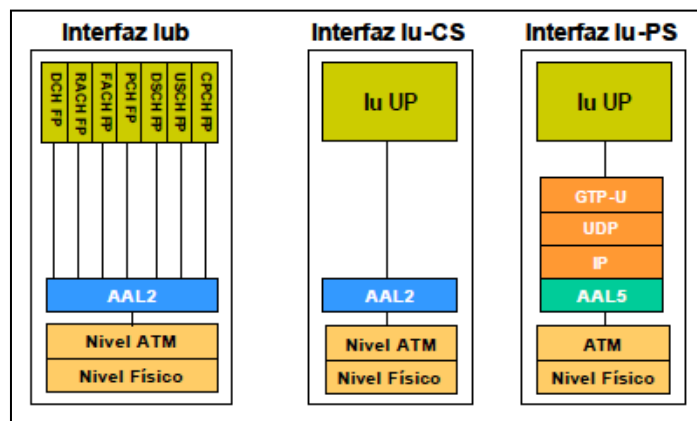 Interfaz Iub
DCH FP
RACH FP
FACH FP
PCH FP
DSCH FP
USCH FP
CPCH FP
AAL2
Nivel ATM
Nivel Físico
Interfaz Iu-CS
Iu UP
AAL2
Nivel ATM
Nivel Físico
Interfaz Iu-PS
Iu UP
GTP-U
UDP
IP
AAL5
ATM
Nivel Físico